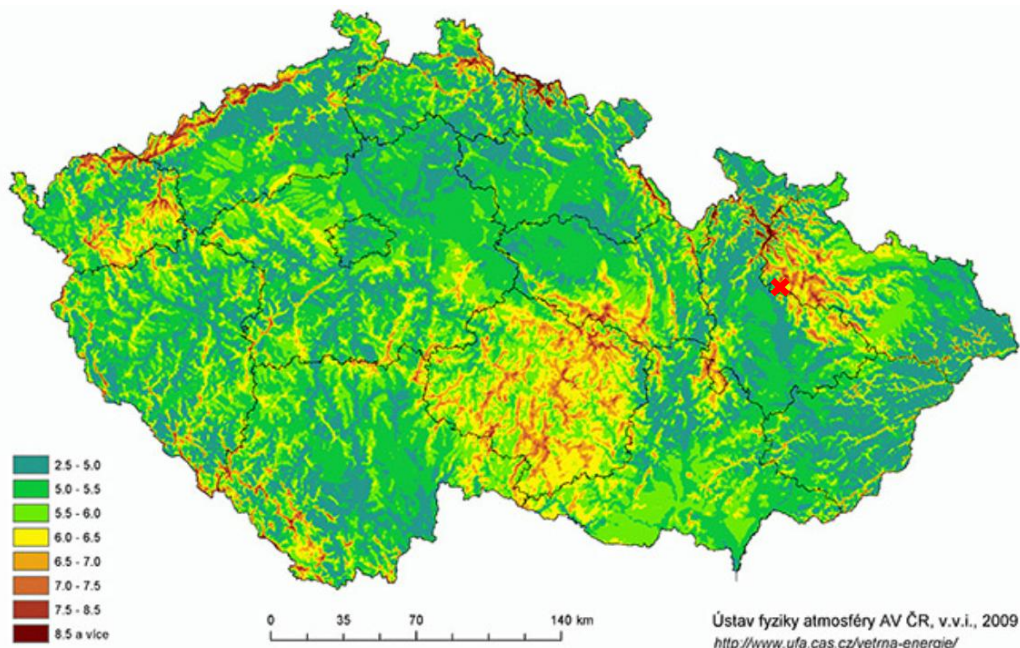 2.5 - 5.0
5.0 - 5.5
5.5 - 6.0
6.0 - 6.5
6.5 - 7.0
7.0 - 7.5
7.5 - 8.5
8.5 a více
0 35 70 140 km
Ústav fyziky atmosféry AV ČR, v.v.i., 2009
http://www.ufa.cas.cz/vetrna-energie/